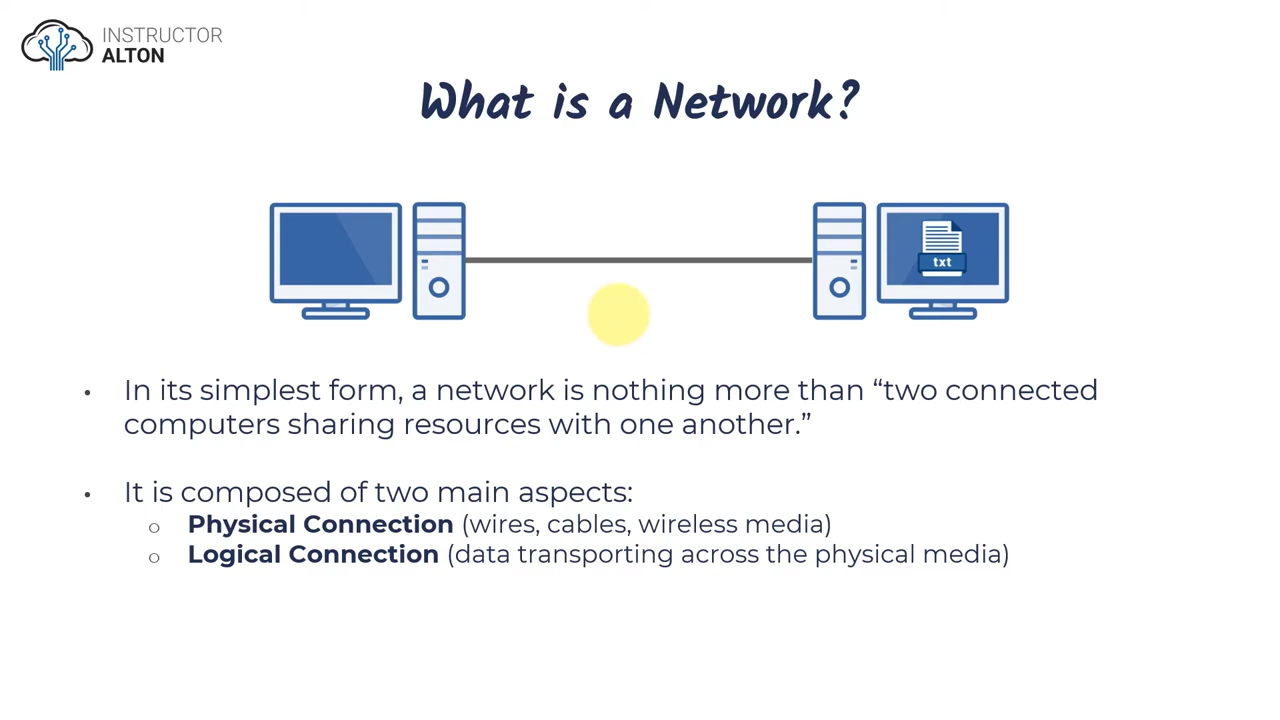 INSTRUCTOR
ALTON
What is a Network?
txt
• In its simplest form, a network is nothing more than “two connected
computers sharing resources with one another.”
• It is composed of two main aspects:
○ Physical Connection (wires, cables, wireless media)
○ Logical Connection (data transporting across the physical media)